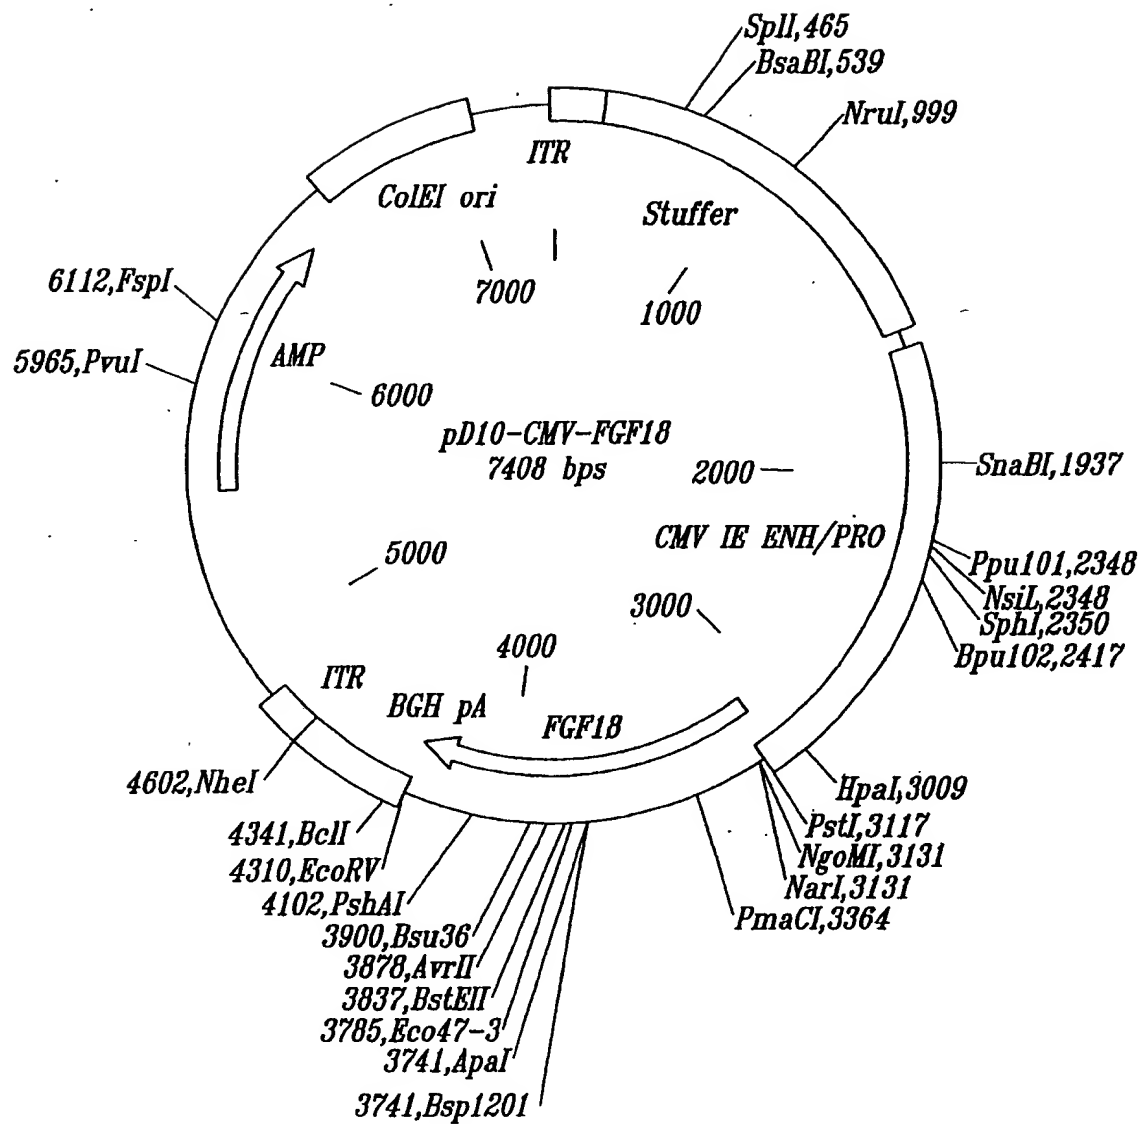 SplI,465
BsaBI,539
NruI,999
ITR
ColEI ori
Stuffer
6112,FspI
7000
1000
5965,PvuI
AMP
6000
pD10-CMV-FGF18
7408 bps
2000
SnaBI,1937
CMV IE ENH/PRO
5000
Ppu101,2348
NsiL,2348
SphI,2350
Bpu102,2417
3000
4000
ITR
BGH pA
FGF18
4602,NheI
HpaI,3009
4341,BclI
PstI,3117
4310,EcoRV
NgoMI,3131
NarI,3131
4102,PshAI
PmaCI,3364
3900,Bsu36
3878,AvrII
3837,BstEII
3785,Eco47-3
3741,ApaI
3741,Bsp1201